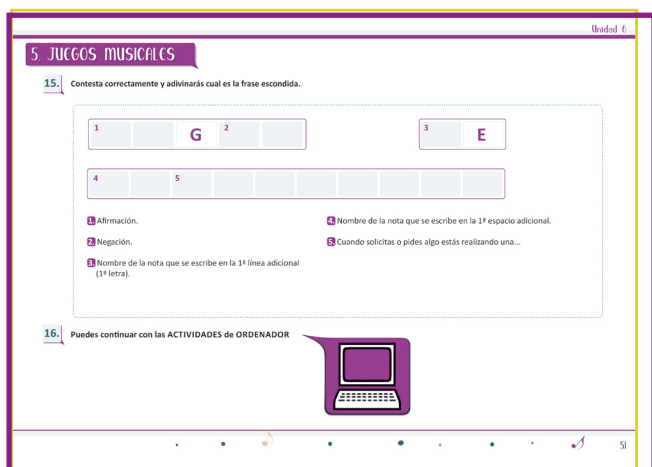 Unidad 6
5. JUEGOS MUSICALES
15. Contesta correctamente y adivinarás cual es la frase escondida.
1 G 2 3 E
4 5
1. Afirmación.
2. Negación.
3. Nombre de la nota que se escribe en la 1ª línea adicional
(1ª letra).
4. Nombre de la nota que se escribe en la 1ª espacio adicional.
5. Cuando solicitas o pides algo estás realizando una...
16. Puedes continuar con las ACTIVIDADES de ORDENADOR
51